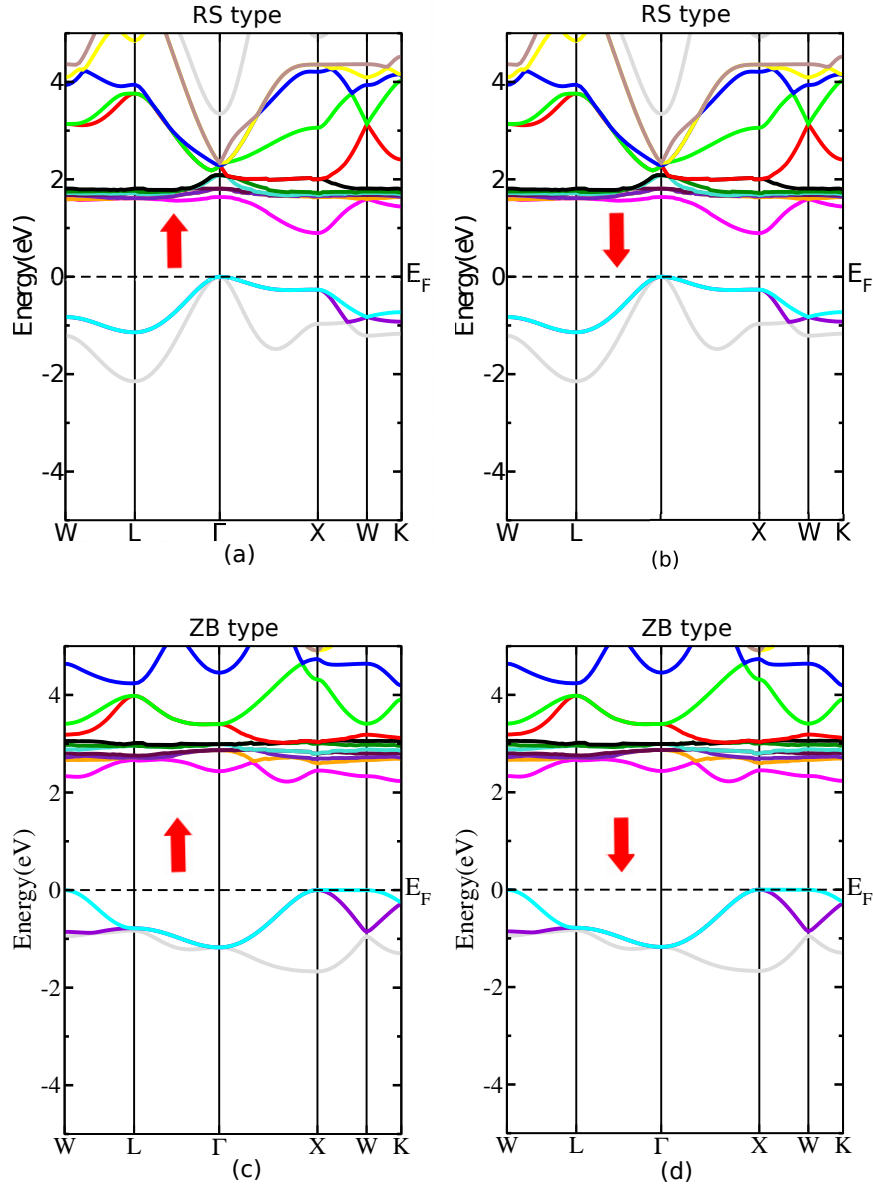 RS type
RS type
4
2
0
-2
-4
Energy(eV)
E_F
W L Γ X W K
(a)
4
2
0
-2
-4
Energy(eV)
E_F
W L Γ X W K
(b)
ZB type
ZB type
4
2
0
-2
-4
Energy(eV)
E_F
W L Γ X W K
(c)
4
2
0
-2
-4
Energy(eV)
E_F
W L Γ X W K
(d)